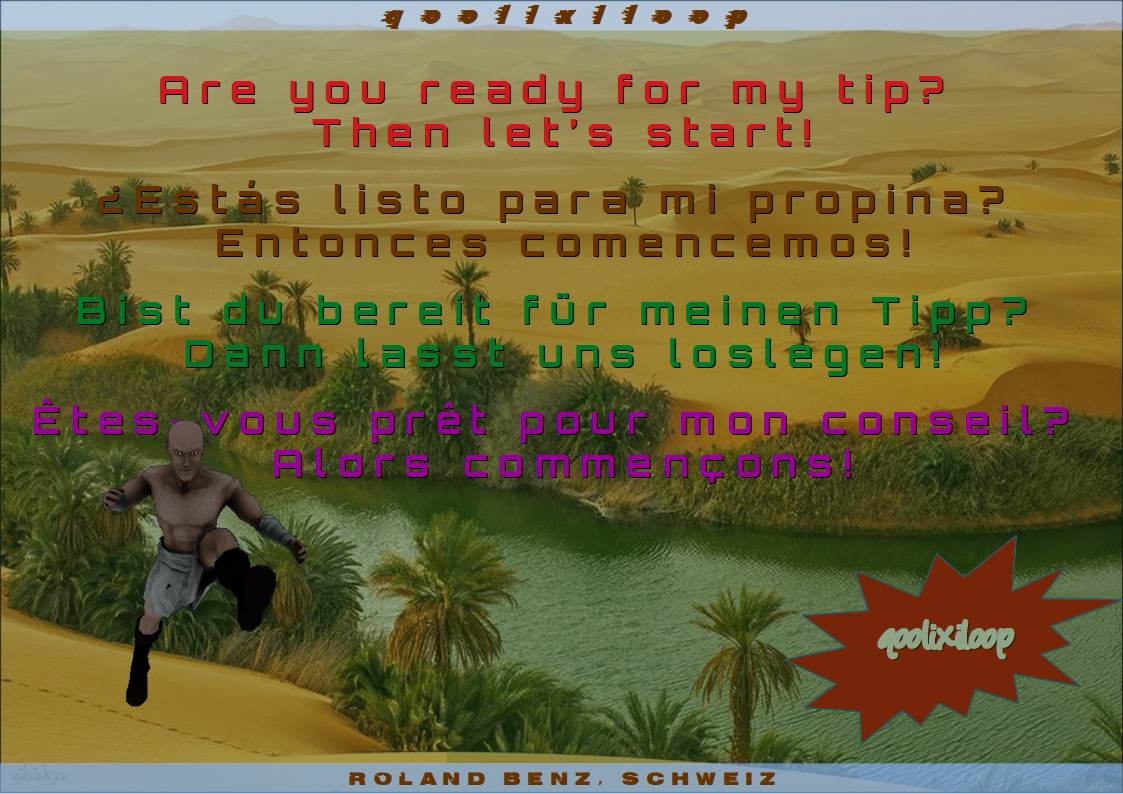 qoolixiloop
Are you ready for my tip?
Then let's start!
¿Estás listo para mi propina?
Entonces comencemos!
Bist du bereit für meinen Tipp?
Dann lasst uns loslegen!
Êtes-vous prêt pour mon conseil?
Alors commençons!
qoolixiloop
ROLAND BENZ, SCHWEIZ